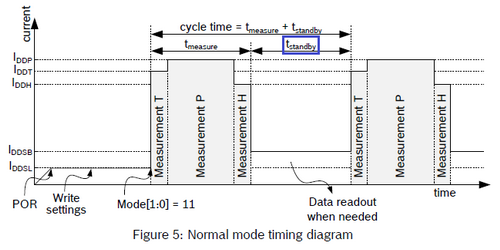 current
cycle time = tmeasure + tstandby
tmeasure
tstandby
IDDP
IDDT
IDDH
IDDSB
IDDSL
Measurement T
Measurement P
Measurement H
Measurement T
Measurement P
Measurement H
time
POR
Write
settings
Mode[1:0] = 11
Data readout
when needed
Figure 5: Normal mode timing diagram